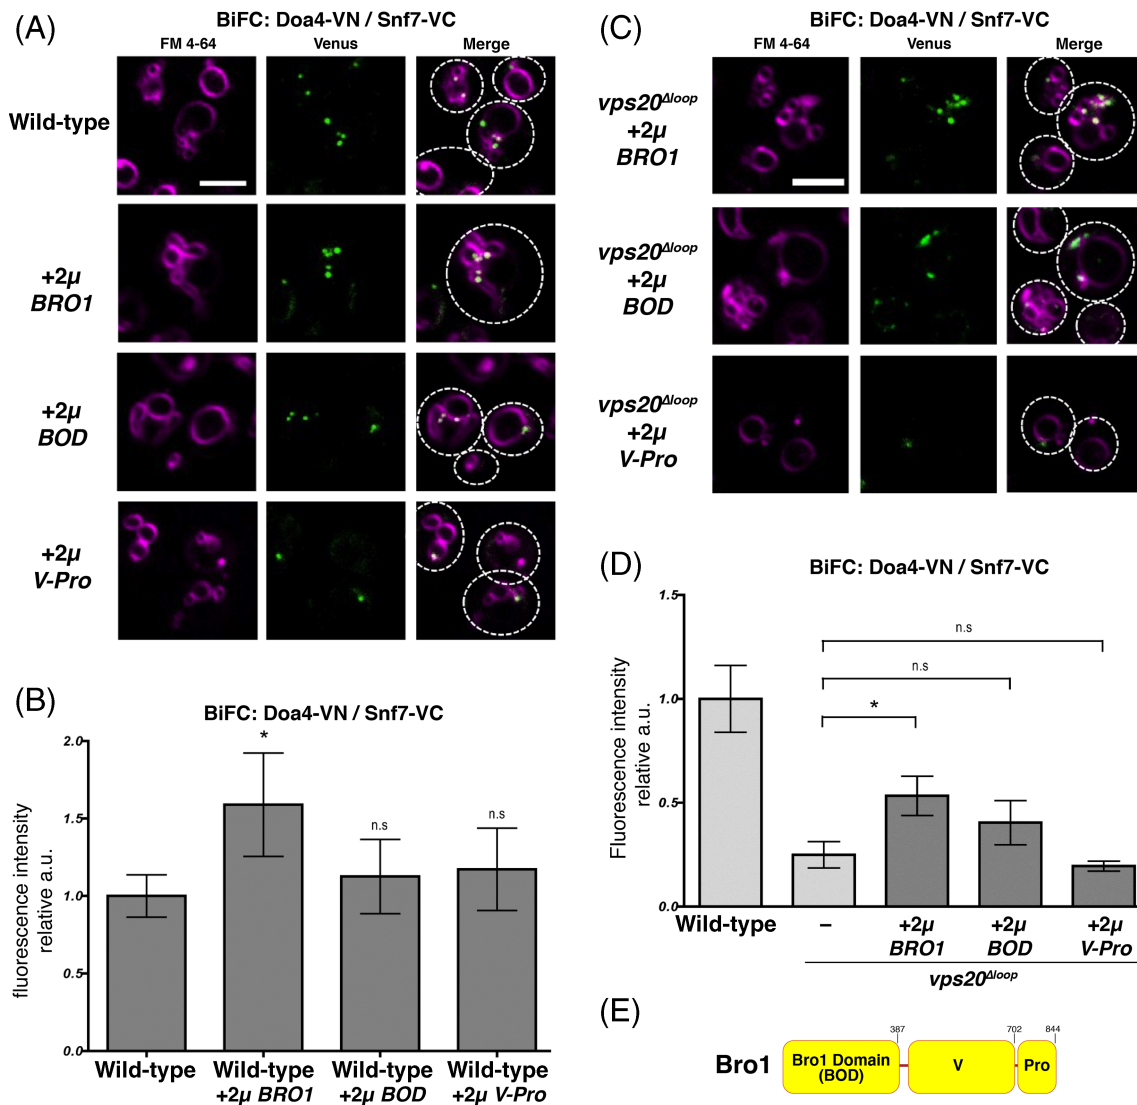 (A)
BiFC: Doa4-VN / Snf7-VC
FM 4-64 Venus Merge
Wild-type
+2µ
BRO1
+2µ
BOD
+2µ
V-Pro
(B)
BiFC: Doa4-VN / Snf7-VC
fluorescence intensity
relative a.u.
2.0
1.5
1.0
0.5
0.0
*
n.s
n.s
Wild-type Wild-type Wild-type Wild-type
+2µ BRO1 +2µ BOD +2µ V-Pro
(C)
BiFC: Doa4-VN / Snf7-VC
FM 4-64 Venus Merge
vps20Δloop
+2µ
BRO1
vps20Δloop
+2µ
BOD
vps20Δloop
+2µ
V-Pro
(D)
BiFC: Doa4-VN / Snf7-VC
Fluorescence intensity
relative a.u.
1.5
1.0
0.5
0.0
n.s
n.s
*
Wild-type – +2µ +2µ +2µ
BRO1 BOD V-Pro
vps20Δloop
(E)
387 702 844
Bro1
Bro1 Domain
(BOD)
V
Pro